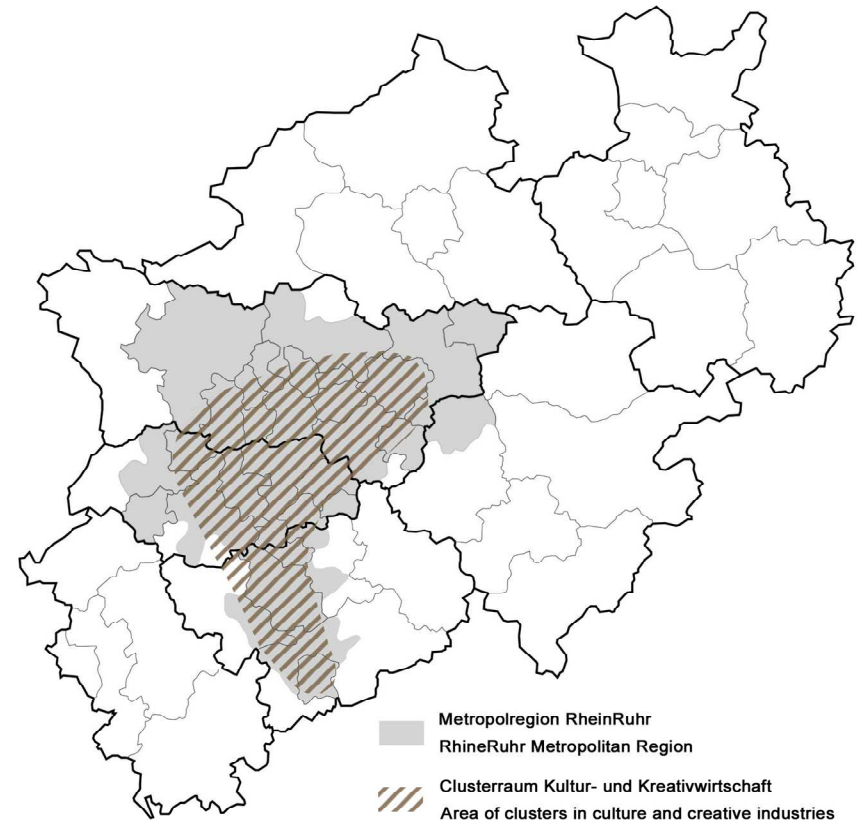 Metropolregion RheinRuhr
RhineRuhr Metropolitan Region
Clusterraum Kultur- und Kreativwirtschaft
Area of clusters in culture and creative industries